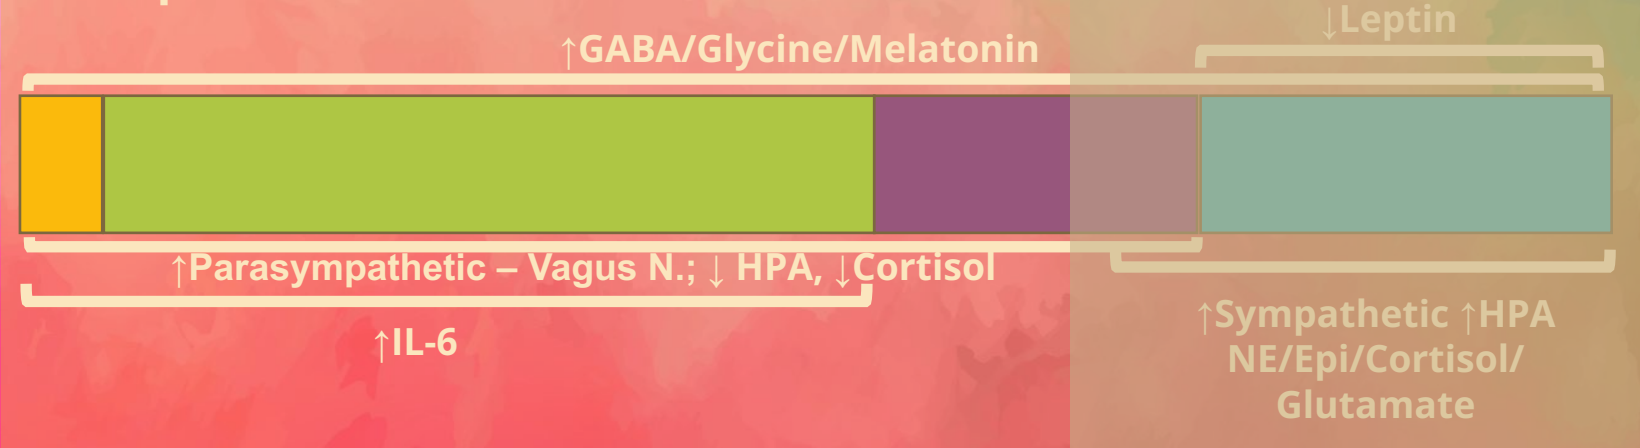 ↓Leptin
↑GABA/Glycine/Melatonin
↑Parasympathetic – Vagus N.; ↓ HPA, ↓Cortisol
↑IL-6
↑Sympathetic ↑HPA
NE/Epi/Cortisol/
Glutamate